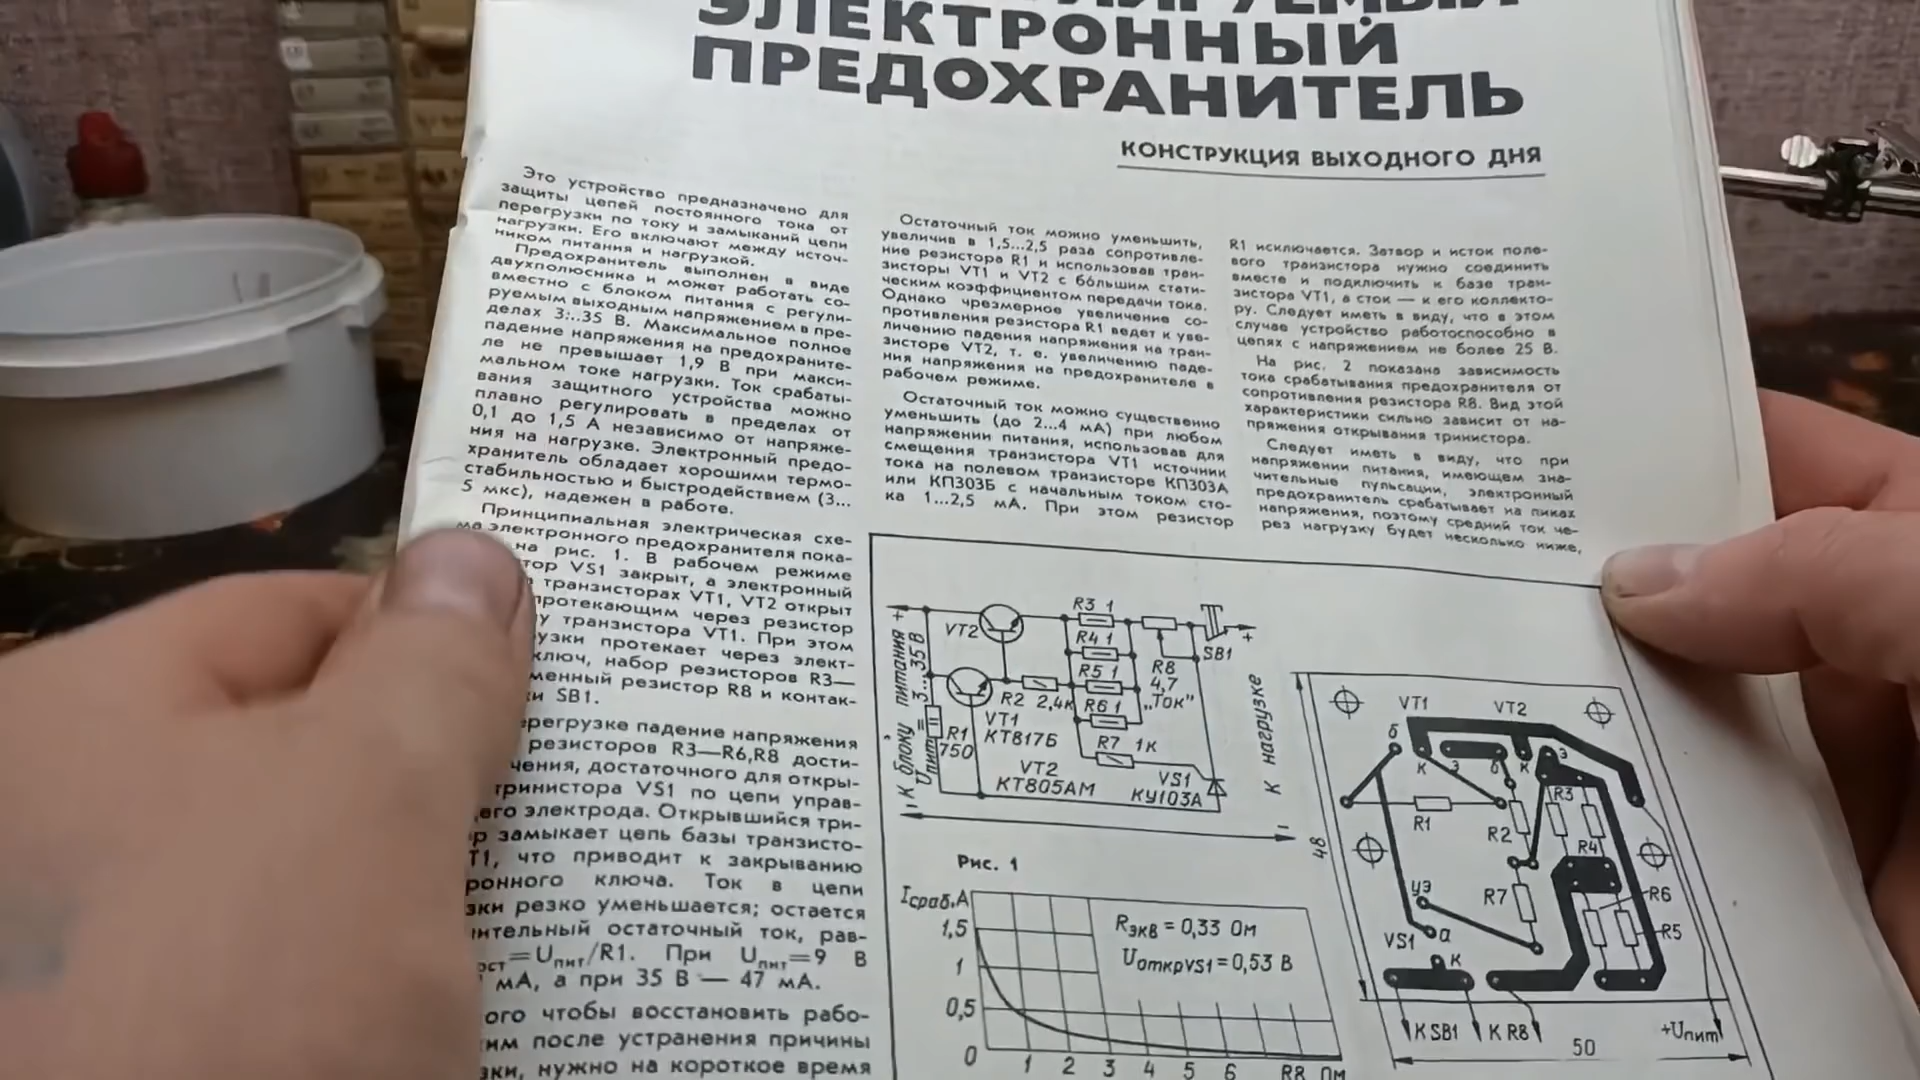 ЭЛЕКТРОННЫЙ
ПРЕДОХРАНИТЕЛЬ
КОНСТРУКЦИЯ ВЫХОДНОГО ДНЯ
Это устройство предназначено для
защиты цепей постоянного тока от
перегрузки по току и замыканий цепи
нагрузки. Его включают между источ-
ником питания и нагрузкой.
Предохранитель выполнен в виде
двухполюсника и может работать со-
вместно с блоком питания с регули-
руемым выходным напряжением в пре-
делах 3...35 В. Максимальное полное
падение напряжения на предохраните-
ле не превышает 1,9 В при макси-
мальном токе нагрузки. Ток срабаты-
вания защитного устройства можно
плавно регулировать в пределах от
0,1 до 1,5 А независимо от напряже-
ния на нагрузке. Электронный предо-
хранитель обладает хорошими термо-
стабильностью и быстродействием (3...
5 мкс), надежен в работе.
Принципиальная электрическая схе-
ма электронного предохранителя пока-
на рис. 1. В рабочем режиме
тор VS1 закрыт, а электронный
транзисторах VT1, VT2 открыт
протекающим через резистор
у транзистора VT1. При этом
узки протекает через элект-
ключ, набор резисторов R3—
менный резистор R8 и контак-
ки SB1.
ерегрузке падение напряжения
резисторов R3—R6,R8 дости-
чения, достаточного для откры-
тринистора VS1 по цепи управ-
его электрода. Открывшийся три-
р замыкает цепь базы транзисто-
Т1, что приводит к закрыванию
ронного ключа. Ток в цепи
зки резко уменьшается; остается
ительный остаточный ток, рав-
ост=Uпит/R1. При Uпит=9 В
мА, а при 35 В — 47 мА.
ого чтобы восстановить рабо-
им после устранения причины
зки, нужно на короткое время
Остаточный ток можно уменьшить,
увеличив в 1,5...2,5 раза сопротивле-
ние резистора R1 и использовав тран-
зисторы VT1 и VT2 с бо́льшим стати-
ческим коэффициентом передачи тока.
Однако чрезмерное увеличение со-
противления резистора R1 ведет к уве-
личению падения напряжения на тран-
зисторе VT2, т. е. увеличению паде-
ния напряжения на предохранителе в
рабочем режиме.
Остаточный ток можно существенно
уменьшить (до 2...4 мА) при любом
напряжении питания, использовав для
смещения транзистора VT1 источник
тока на полевом транзисторе КП303А
или КП303Б с начальным током сто-
ка 1...2,5 мА. При этом резистор
R1 исключается. Затвор и исток поле-
вого транзистора нужно соединить
вместе и подключить к базе тран-
зистора VT1, а сток — к его коллекто-
ру. Следует иметь в виду, что в этом
случае устройство работоспособно в
цепях с напряжением не более 25 В.
На рис. 2 показана зависимость
тока срабатывания предохранителя от
сопротивления резистора R8. Вид этой
характеристики сильно зависит от на-
пряжения открывания тринистора.
Следует иметь в виду, что при
напряжении питания, имеющем зна-
чительные пульсации, электронный
предохранитель срабатывает на пиках
напряжения, поэтому средний ток че-
рез нагрузку будет несколько ниже,
К блоку питания +
Uпит = 3...35 В
VT2
R3 1
R4 1
R5 1
R6 1
R8
4,7
„Ток"
SB1
+
R2 2,4к
R1
750
VT1
КТ817Б
R7 1к
VT2
КТ805АМ
VS1
КУ103А
К нагрузке
Рис. 1
Iсраб,А
1,5
1
0,5
0
1 2 3 4 5 6 R8 Ом
Rэкв = 0,33 Ом
UоткрVS1 = 0,53 В
48
VT1
VT2
б
к
э
б
к
э
R1
R2
R3
R4
R7
уэ
R6
R5
VS1
а
к
К SB1
К R8
+Uпит
50